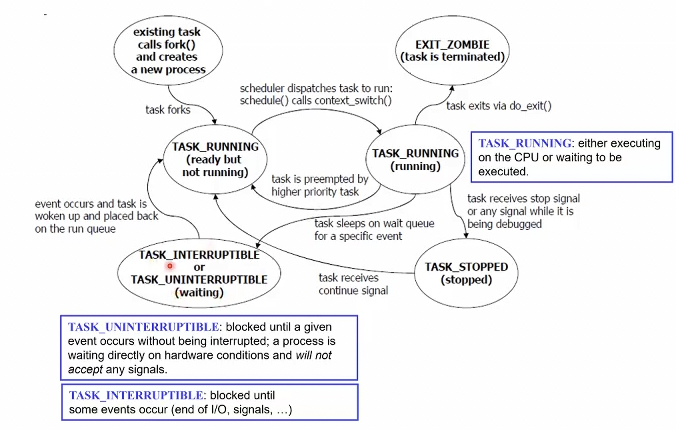 existing task
calls fork()
and creates
a new process
EXIT_ZOMBIE
(task is terminated)
scheduler dispatches task to run:
schedule() calls context_switch()
task forks
task exits via do_exit()
TASK_RUNNING
(ready but
not running)
TASK_RUNNING
(running)
TASK_RUNNING: either executing
on the CPU or waiting to be
executed.
task is preempted by
higher priority task
event occurs and task is
woken up and placed back
on the run queue
task receives stop signal
or any signal while it is
being debugged
task sleeps on wait queue
for a specific event
TASK_INTERRUPTIBLE
or
TASK_UNINTERRUPTIBLE
(waiting)
task receives
continue signal
TASK_STOPPED
(stopped)
TASK_UNINTERRUPTIBLE: blocked until a given
event occurs without being interrupted; a process is
waiting directly on hardware conditions and will not
accept any signals.
TASK_INTERRUPTIBLE: blocked until
some events occur (end of I/O, signals, …)